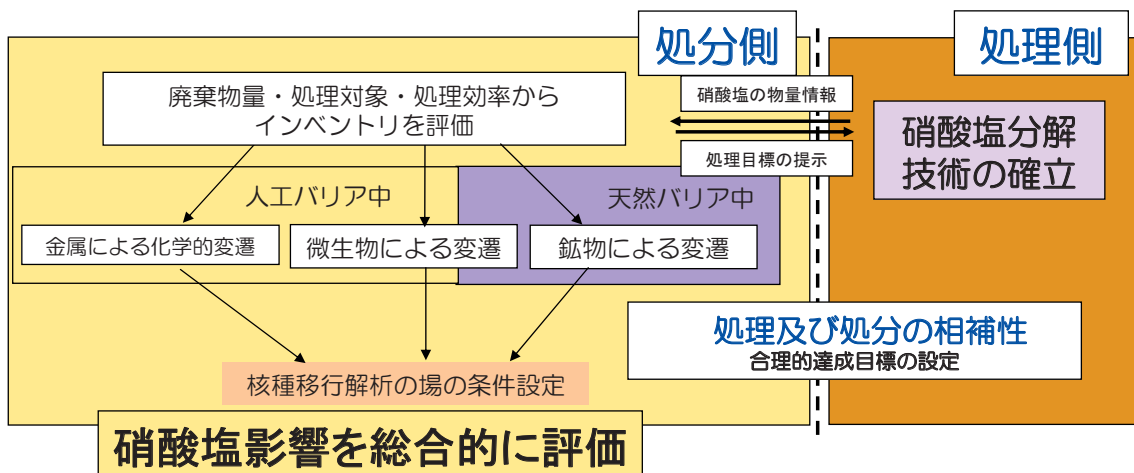 処分側
処理側
廃棄物量・処理対象・処理効率から
インベントリを評価
硝酸塩の物量情報
処理目標の提示
硝酸塩分解
技術の確立
人工バリア中
天然バリア中
金属による化学的変遷
微生物による変遷
鉱物による変遷
処理及び処分の相補性
合理的達成目標の設定
核種移行解析の場の条件設定
硝酸塩影響を総合的に評価